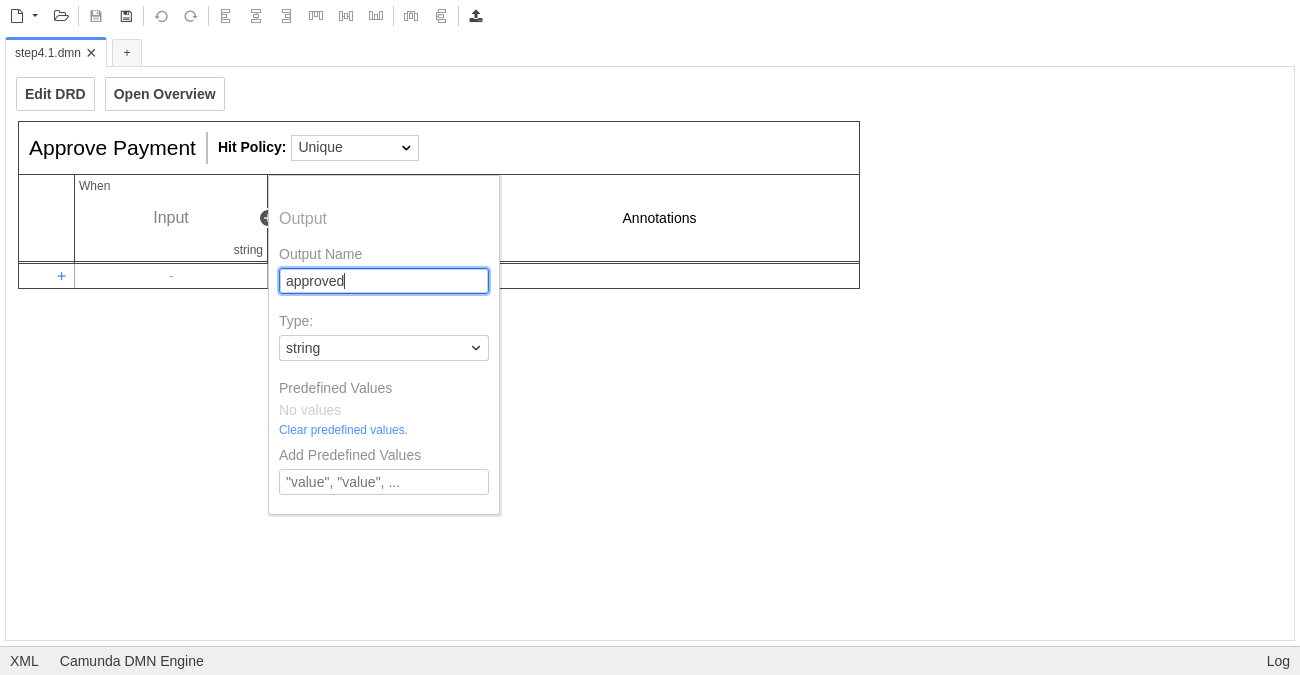 step4.1.dmn
+
Edit DRD
Open Overview
Approve Payment
Hit Policy:
Unique
When
Input
string
+
-
Output
Output Name
approved
Type:
string
Predefined Values
No values
Clear predefined values.
Add Predefined Values
"value", "value", ...
Annotations
XML
Camunda DMN Engine
Log